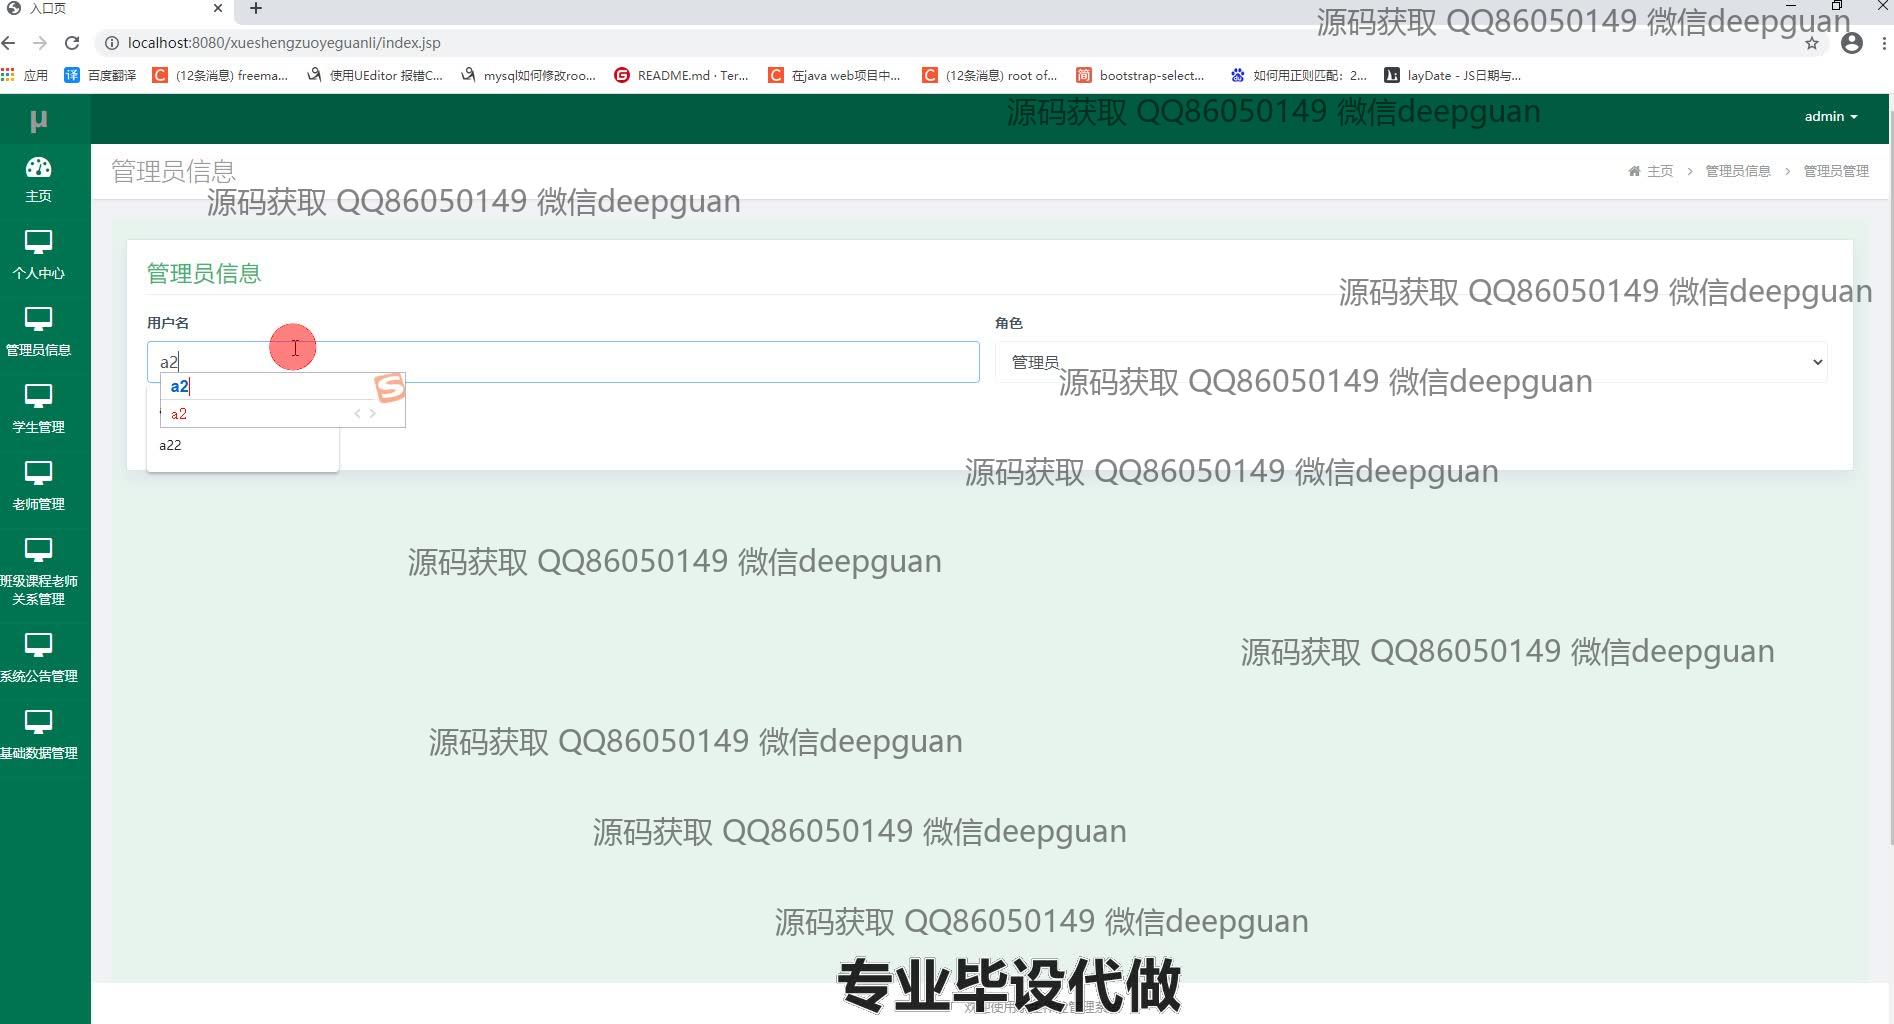 入口页
localhost:8080/xueshengzuoyeguanli/index.jsp
源码获取 QQ86050149 微信deepguan
应用
百度翻译
(12条消息) freema...
使用UEditor 报错C...
mysql如何修改roo...
README.md · Ter...
在java web项目中...
(12条消息) root of...
bootstrap-select...
如何用正则匹配：2...
layDate - JS日期与...
μ
源码获取 QQ86050149 微信deepguan
admin
管理员信息
主页 > 管理员信息 > 管理员管理
源码获取 QQ86050149 微信deepguan
主页
个人中心
管理员信息
学生管理
老师管理
班级课程老师
关系管理
系统公告管理
基础数据管理
管理员信息
源码获取 QQ86050149 微信deepguan
用户名
角色
a2
管理员
源码获取 QQ86050149 微信deepguan
a2
a2
a22
源码获取 QQ86050149 微信deepguan
源码获取 QQ86050149 微信deepguan
源码获取 QQ86050149 微信deepguan
源码获取 QQ86050149 微信deepguan
源码获取 QQ86050149 微信deepguan
源码获取 QQ86050149 微信deepguan
专业毕设代做